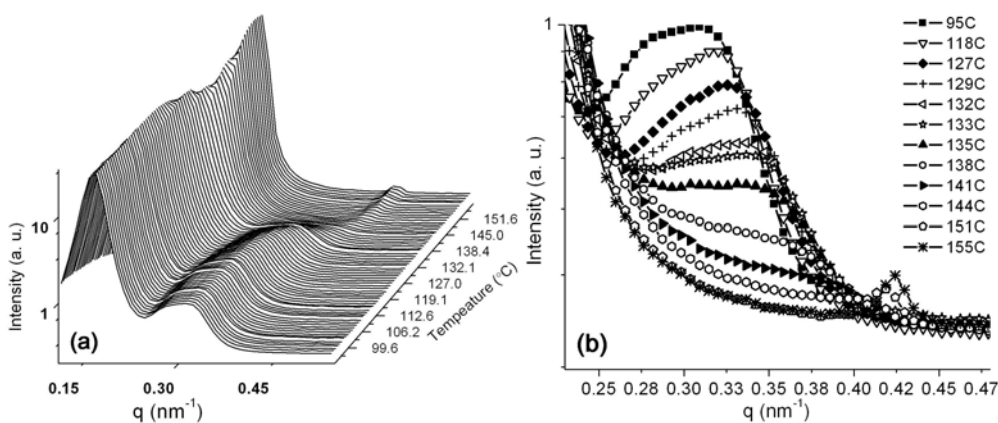 Intensity (a. u.)
10
1
(a)
0.15
0.30
0.45
q (nm⁻¹)
151.6
145.0
138.4
132.1
127.0
119.1
112.6
106.2
99.6
Tempeature (°C)
1
Intensity (a. u.)
(b)
0.25
0.28
0.30
0.33
0.35
0.38
0.40
0.42
0.45
0.47
q (nm⁻¹)
95C
118C
127C
129C
132C
133C
135C
138C
141C
144C
151C
155C